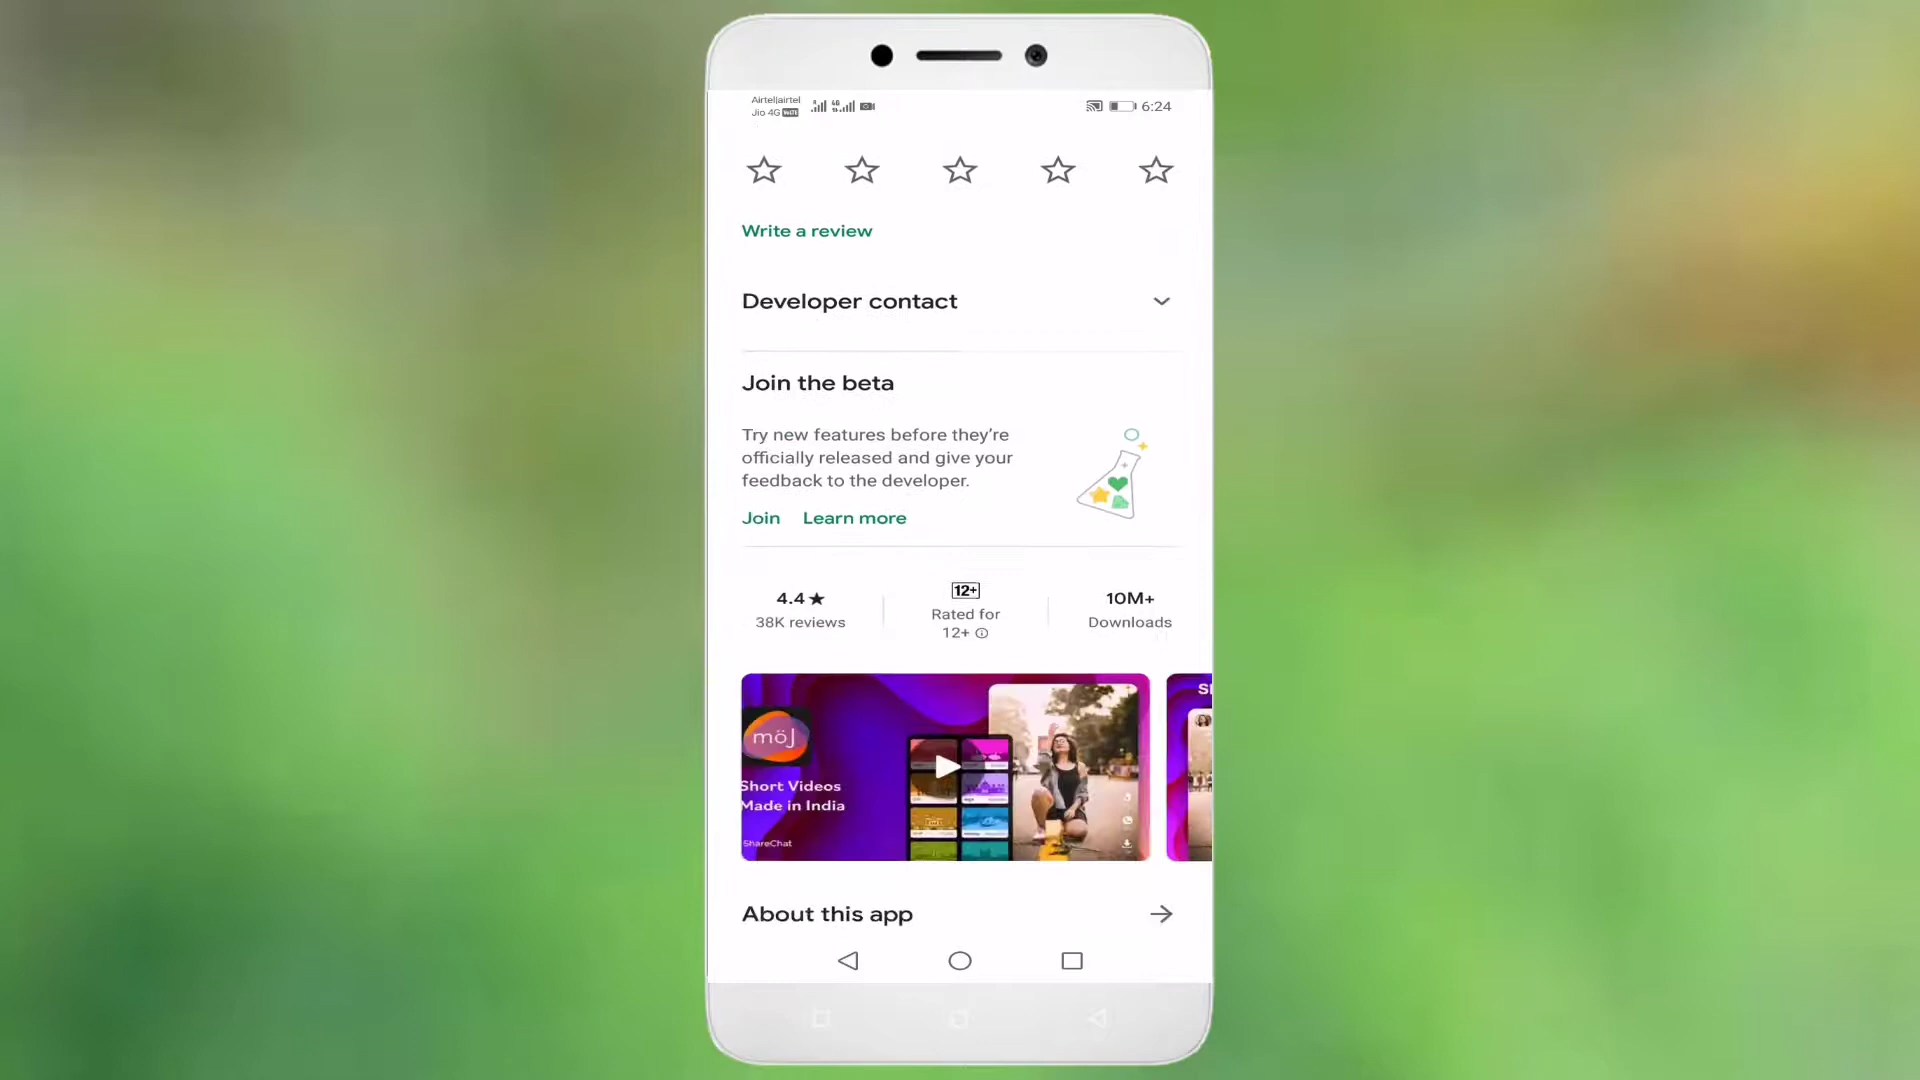 Airtel|airtel
Jio 4G VoLTE
4G
6:24
Write a review
Developer contact
Join the beta
Try new features before they're
officially released and give your
feedback to the developer.
Join Learn more
4.4★
38K reviews
12+
Rated for
12+
10M+
Downloads
möj
Short Videos
Made in India
ShareChat
About this app